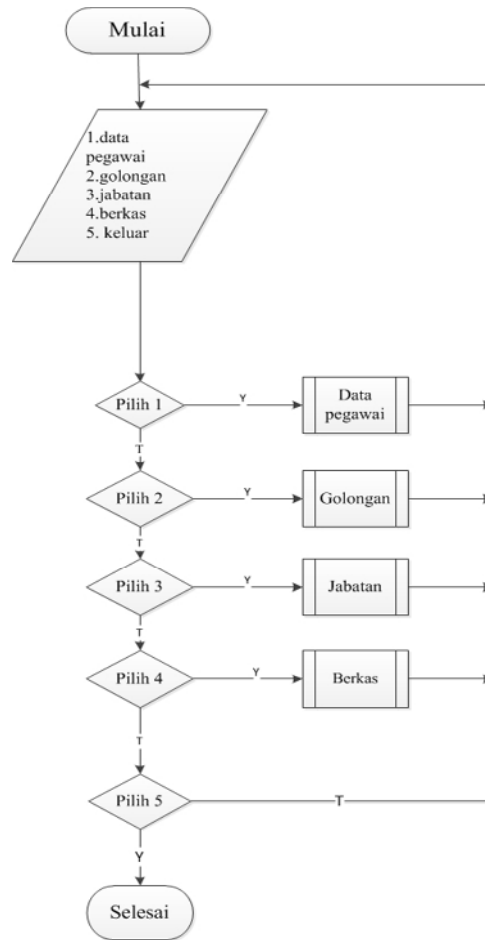 Mulai
1.data
pegawai
2.golongan
3.jabatan
4.berkas
5. keluar
Pilih 1
Y
Data
pegawai
T
Pilih 2
Y
Golongan
T
Pilih 3
Y
Jabatan
T
Pilih 4
Y
Berkas
T
Pilih 5
T
Y
Selesai